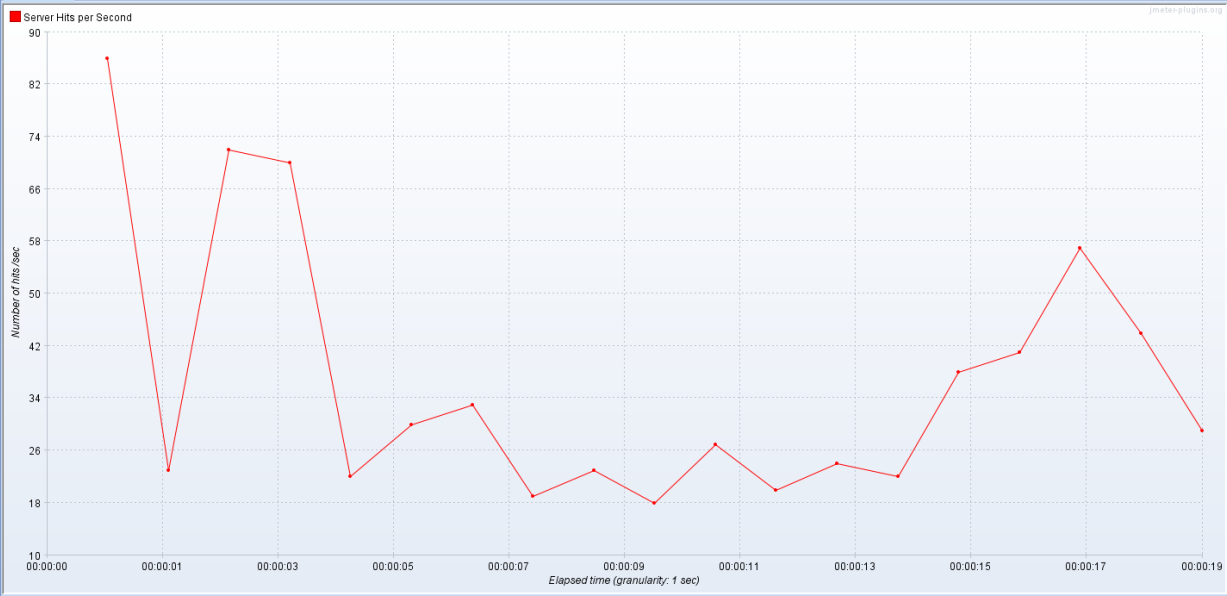 jmeter-plugins.org
Server Hits per Second
90
82
74
66
58
50
42
34
26
18
10
Number of hits/sec
00:00:00 00:00:01 00:00:03 00:00:05 00:00:07 00:00:09 00:00:11 00:00:13 00:00:15 00:00:17 00:00:19
Elapsed time (granularity: 1 sec)